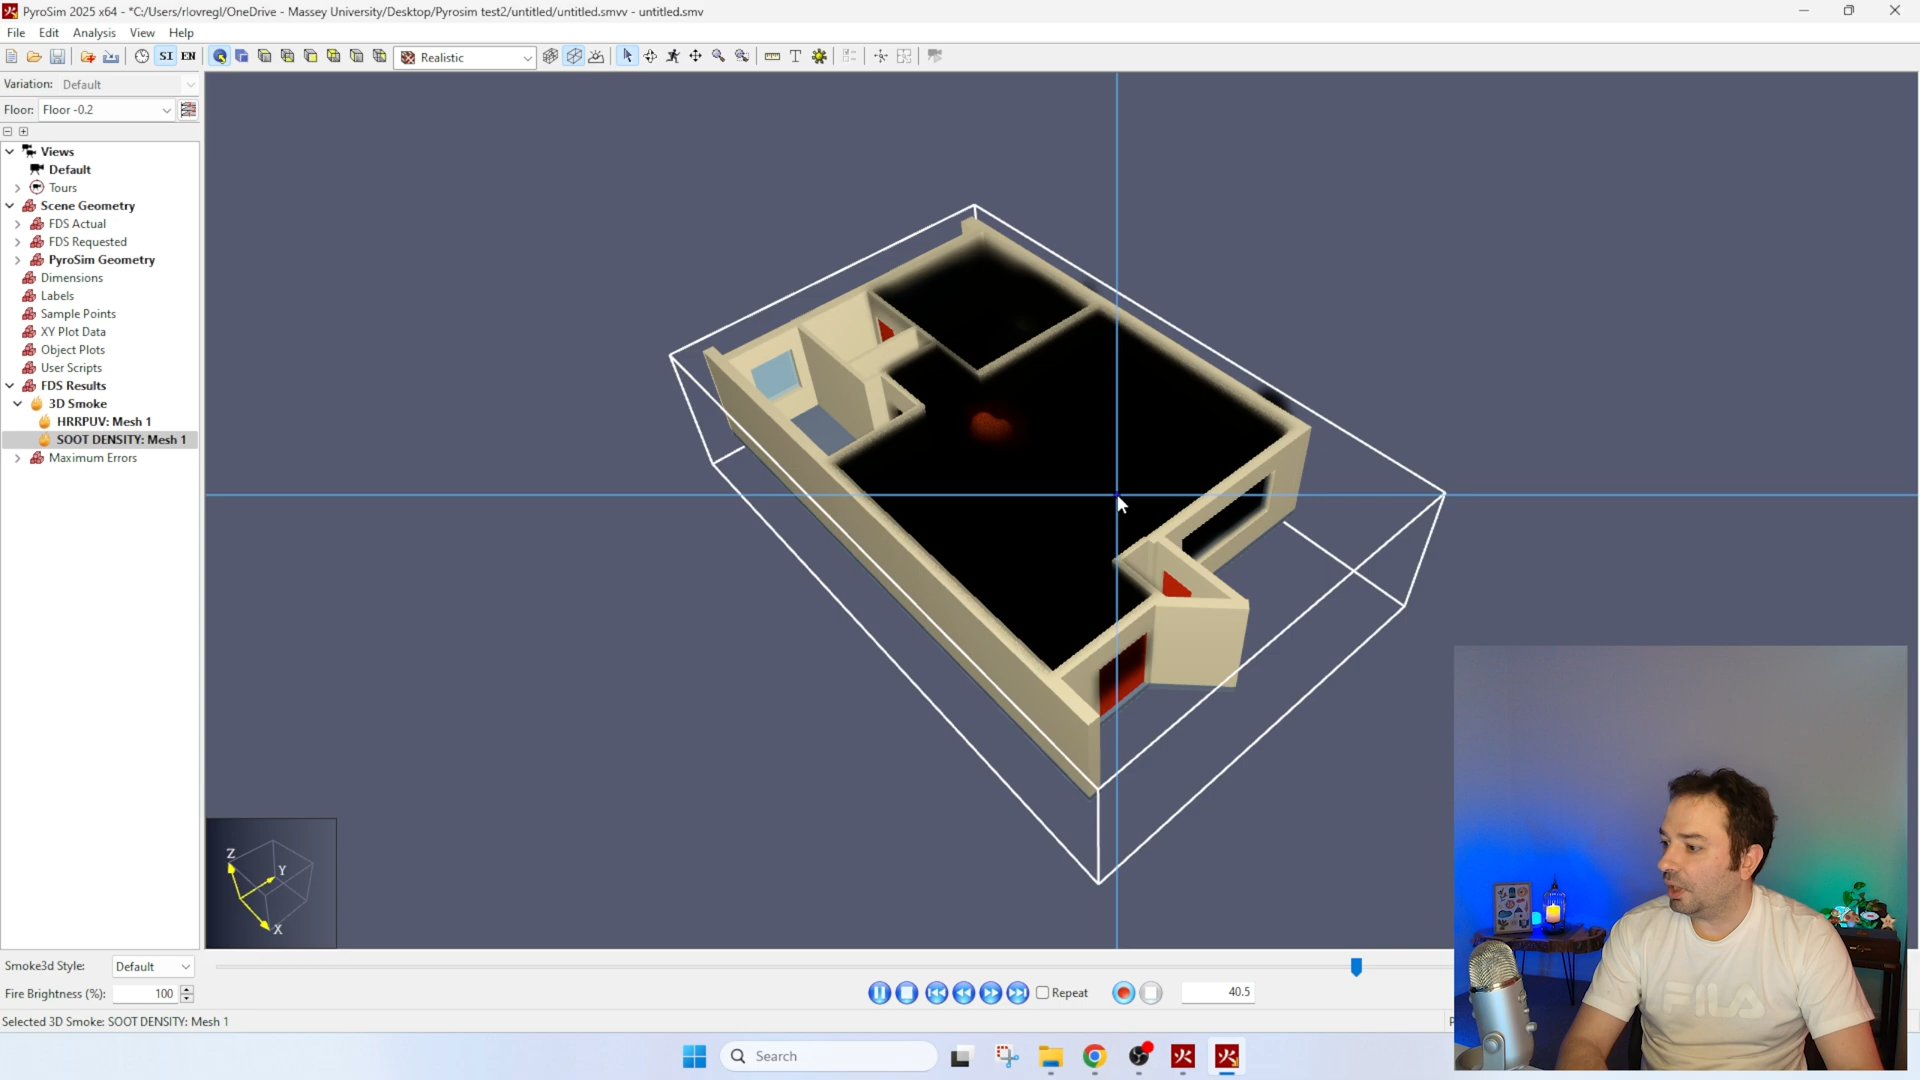 PyroSim 2025 x64 - *C:/Users/rlovregl/OneDrive - Massey University/Desktop/Pyrosim test2/untitled/untitled.smvv - untitled.smv
File Edit Analysis View Help
SI EN Realistic
Variation: Default
Floor: Floor -0.2
Views
Default
Tours
Scene Geometry
FDS Actual
FDS Requested
PyroSim Geometry
Dimensions
Labels
Sample Points
XY Plot Data
Object Plots
User Scripts
FDS Results
3D Smoke
HRRPUV: Mesh 1
SOOT DENSITY: Mesh 1
Maximum Errors
Z
Y
X
Smoke3d Style: Default
Fire Brightness (%): 100
Repeat 40.5
Selected 3D Smoke: SOOT DENSITY: Mesh 1
Search
FILA